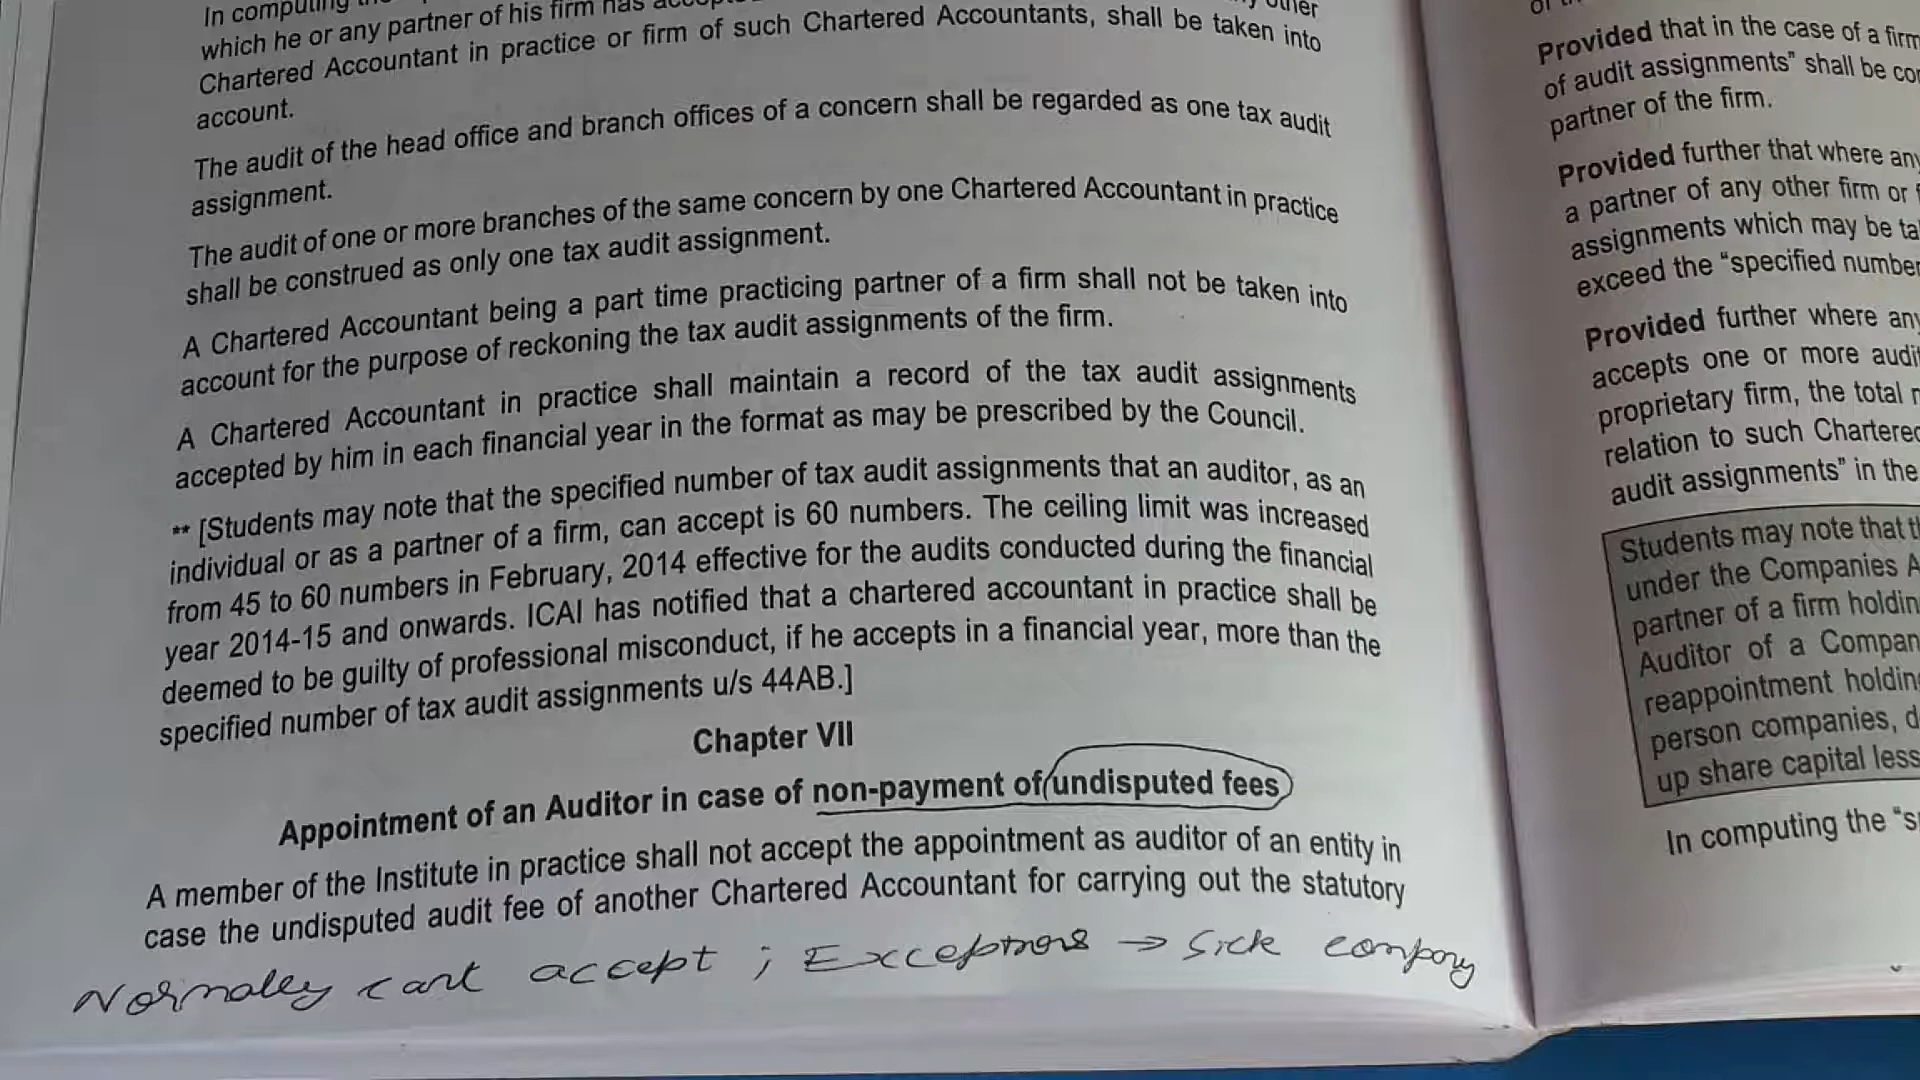 In computing
which he or any partner of his firm has other
Chartered Accountant in practice or firm of such Chartered Accountants, shall be taken into
account.
The audit of the head office and branch offices of a concern shall be regarded as one tax audit
assignment.
The audit of one or more branches of the same concern by one Chartered Accountant in practice
shall be construed as only one tax audit assignment.
A Chartered Accountant being a part time practicing partner of a firm shall not be taken into
account for the purpose of reckoning the tax audit assignments of the firm.
A Chartered Accountant in practice shall maintain a record of the tax audit assignments
accepted by him in each financial year in the format as may be prescribed by the Council.
** [Students may note that the specified number of tax audit assignments that an auditor, as an
individual or as a partner of a firm, can accept is 60 numbers. The ceiling limit was increased
from 45 to 60 numbers in February, 2014 effective for the audits conducted during the financial
year 2014-15 and onwards. ICAI has notified that a chartered accountant in practice shall be
deemed to be guilty of professional misconduct, if he accepts in a financial year, more than the
specified number of tax audit assignments u/s 44AB.]
Chapter VII
Appointment of an Auditor in case of non-payment of undisputed fees
A member of the Institute in practice shall not accept the appointment as auditor of an entity in
case the undisputed audit fee of another Chartered Accountant for carrying out the statutory
Normally cant accept ; Exceptions → Sick company
Provided that in the case of a firm
of audit assignments” shall be
partner of the firm.
Provided further that where any
a partner of any other firm or
assignments which may be
exceed the “specified number
Provided further where any
accepts one or more audit
proprietary firm, the total
relation to such Chartered
audit assignments” in the
Students may note that
under the Companies
partner of a firm
Auditor of a
reappointment
person companies,
up share capital less
In computing the